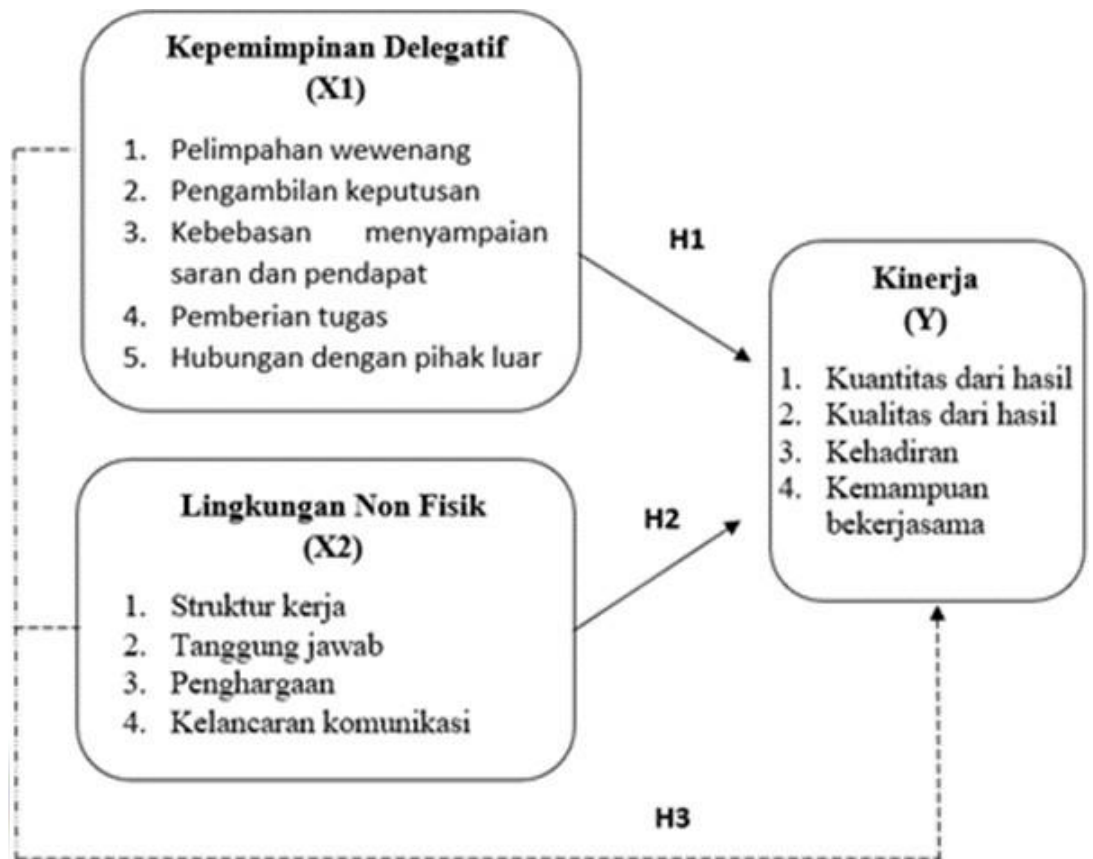 Kepemimpinan Delegatif
(X1)
1. Pelimpahan wewenang
2. Pengambilan keputusan
3. Kebebasan menyampaian
saran dan pendapat
4. Pemberian tugas
5. Hubungan dengan pihak luar
H1
Kinerja
(Y)
1. Kuantitas dari hasil
2. Kualitas dari hasil
3. Kehadiran
4. Kemampuan
bekerjasama
Lingkungan Non Fisik
(X2)
1. Struktur kerja
2. Tanggung jawab
3. Penghargaan
4. Kelancaran komunikasi
H2
H3